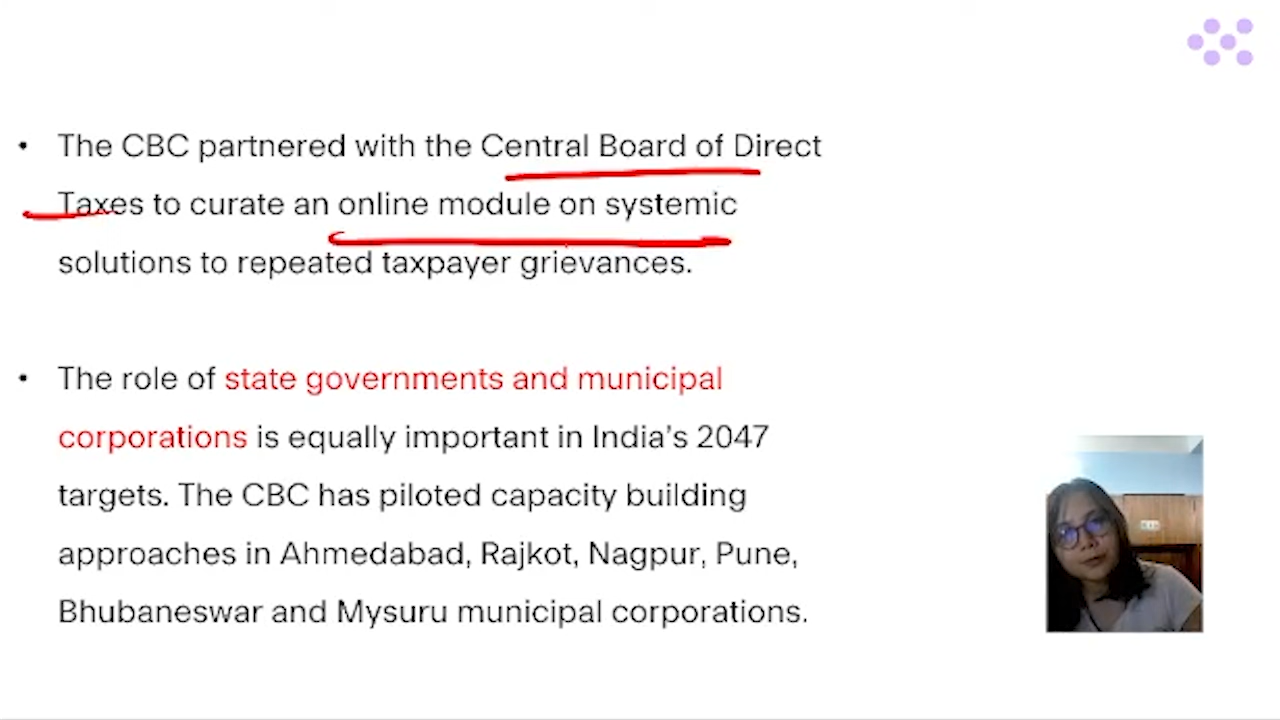 • The CBC partnered with the Central Board of Direct
Taxes to curate an online module on systemic
solutions to repeated taxpayer grievances.
• The role of state governments and municipal
corporations is equally important in India's 2047
targets. The CBC has piloted capacity building
approaches in Ahmedabad, Rajkot, Nagpur, Pune,
Bhubaneswar and Mysuru municipal corporations.